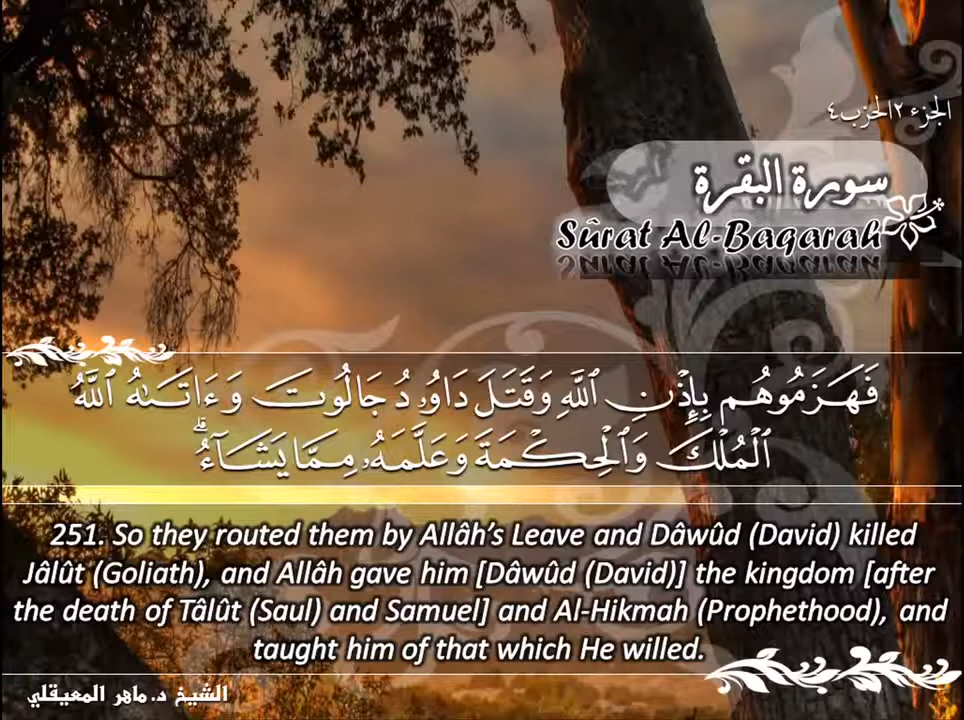 الجزء ٢ الحزب ٤
سورة البقرة
Sûrat Al-Baqarah
فَهَزَمُوهُم بِإِذْنِ ٱللَّهِ وَقَتَلَ دَاوُۥدُ جَالُوتَ وَءَاتَىٰهُ ٱللَّهُ
ٱلْمُلْكَ وَٱلْحِكْمَةَ وَعَلَّمَهُۥ مِمَّا يَشَآءُ ۗ
251. So they routed them by Allâh’s Leave and Dâwûd (David) killed
Jâlût (Goliath), and Allâh gave him [Dâwûd (David)] the kingdom [after
the death of Tâlût (Saul) and Samuel] and Al-Hikmah (Prophethood), and
taught him of that which He willed.
الشيخ د. ماهر المعيقلي